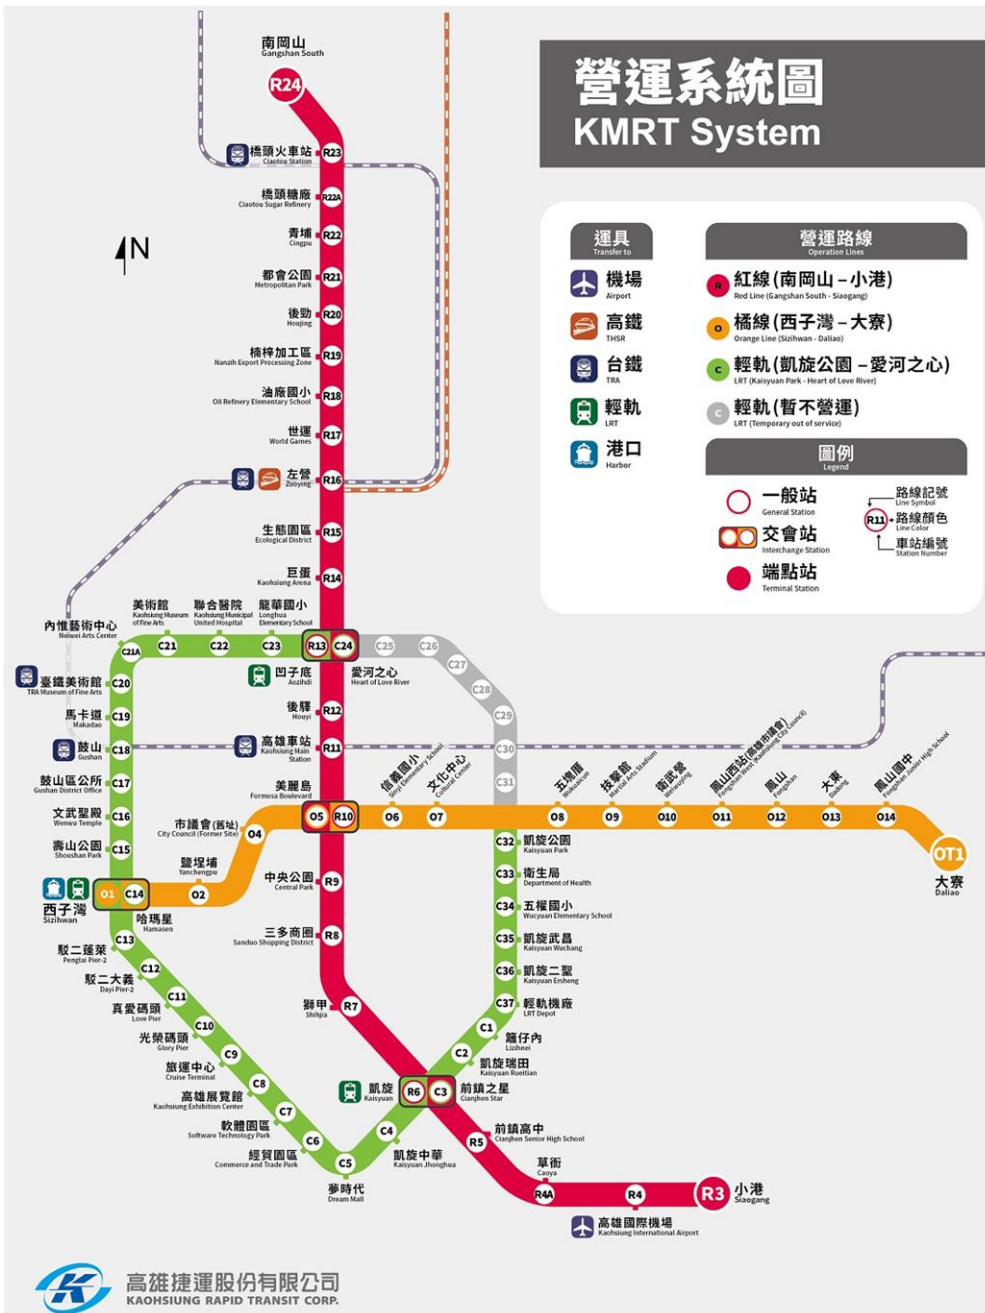 營運系統圖
KMRT System
N
運具
Transfer to
機場
Airport
高鐵
THSR
台鐵
TRA
輕軌
LRT
港口
Harbor
營運路線
Operation Lines
R
紅線(南岡山－小港)
Red Line (Gangshan South - Siaogang)
O
橘線(西子灣－大寮)
Orange Line (Sizihwan - Daliao)
C
輕軌(凱旋公園－愛河之心)
LRT (Kaisyuan Park - Heart of Love River)
C
輕軌(暫不營運)
LRT (Temporary out of service)
圖例
Legend
一般站
General Station
交會站
Interchange Station
端點站
Terminal Station
R11
路線記號
Line Symbol
路線顏色
Line Color
車站編號
Station Number
南岡山
Gangshan South
R24
橋頭火車站
Ciaotou Station
R23
橋頭糖廠
Ciaotou Sugar Refinery
R22A
青埔
Cingpu
R22
都會公園
Metropolitan Park
R21
後勁
Houjing
R20
楠梓加工區
Nanzih Export Processing Zone
R19
油廠國小
Oil Refinery Elementary School
R18
世運
World Games
R17
左營
Zuoying
R16
生態園區
Ecological District
R15
巨蛋
Kaohsiung Arena
R14
內惟藝術中心
Neiwei Arts Center
C21A
美術館
Kaohsiung Museum
of Fine Arts
C21
聯合醫院
Kaohsiung Municipal
United Hospital
C22
龍華國小
Longhua
Elementary School
C23
R13
C24
凹子底
Aozihdi
愛河之心
Heart of Love River
C25
C26
C27
C28
C29
C30
C31
臺鐵美術館
TRA Museum of Fine Arts
C20
馬卡道
Makadao
C19
鼓山
Gushan
C18
鼓山區公所
Gushan District Office
C17
文武聖殿
Wenwu Temple
C16
壽山公園
Shoushan Park
C15
後驛
Houyi
R12
高雄車站
Kaohsiung Main
Station
R11
美麗島
Formosa Boulevard
O5
R10
信義國小
Sinyi Elementary School
O6
文化中心
Cultural Center
O7
五塊厝
Wukuaicuo
O8
技擊館
Martial Arts Stadium
O9
衛武營
Weiwuying
O10
鳳山西站(高雄市議會)
Fongshan West (Kaohsiung City Council)
O11
鳳山
Fongshan
O12
大東
Dadong
O13
鳳山國中
Fongshan Junior High School
O14
OT1
大寮
Daliao
市議會(舊址)
City Council (Former Site)
O4
鹽埕埔
Yanchengpu
O2
O1
C14
西子灣
Sizihwan
哈瑪星
Hamasen
中央公園
Central Park
R9
三多商圈
Sanduo Shopping District
R8
獅甲
Shihjia
R7
C32
凱旋公園
Kaisyuan Park
C33
衛生局
Department of Health
C34
五權國小
Wucyuan Elementary School
C35
凱旋武昌
Kaisyuan Wuchang
C36
凱旋二聖
Kaisyuan Ersheng
C37
輕軌機廠
LRT Depot
C1
籬仔內
Lizihnei
C2
凱旋瑞田
Kaisyuan Rueitian
凱旋
Kaisyuan
R6
C3
前鎮之星
Cianjhen Star
C13
駁二蓬萊
Penglai Pier-2
C12
駁二大義
Dayi Pier-2
C11
真愛碼頭
Love Pier
C10
光榮碼頭
Glory Pier
C9
旅運中心
Cruise Terminal
C8
高雄展覽館
Kaohsiung Exhibition Center
C7
軟體園區
Software Technology Park
C6
經貿園區
Commerce and Trade Park
C5
夢時代
Dream Mall
C4
凱旋中華
Kaisyuan Jhonghua
R5
前鎮高中
Cianjhen Senior High School
草衙
Caoya
R4A
R4
高雄國際機場
Kaohsiung International Airport
R3
小港
Siaogang
高雄捷運股份有限公司
KAOHSIUNG RAPID TRANSIT CORP.